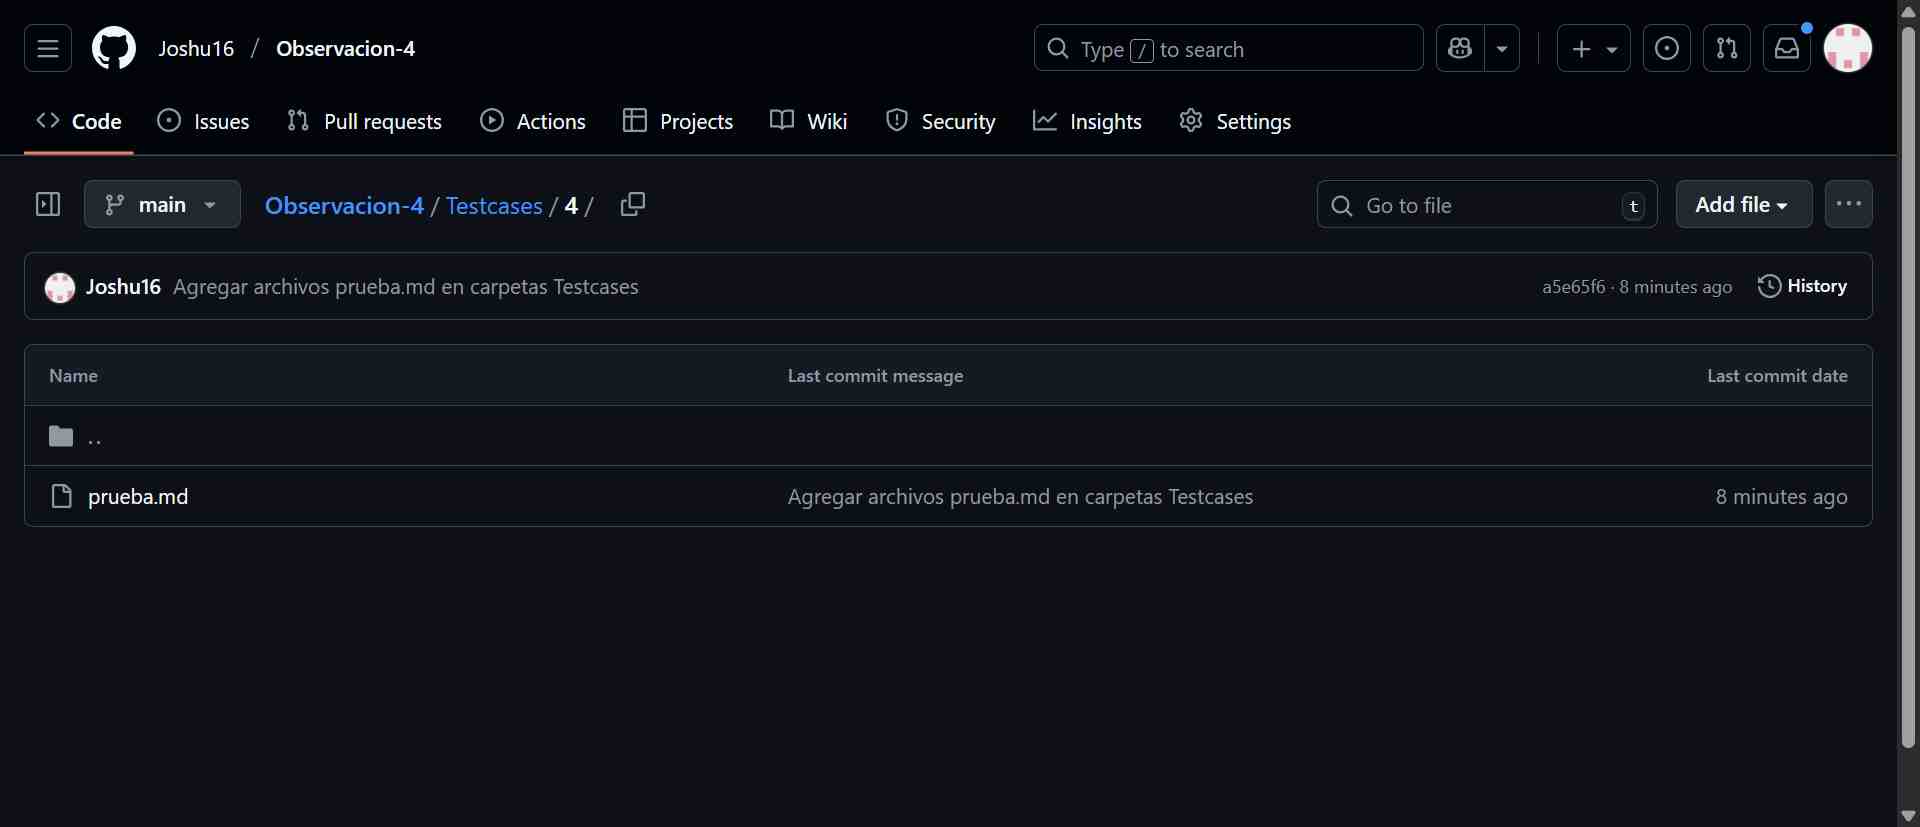 Joshu16 / Observacion-4
Type / to search
Code Issues Pull requests Actions Projects Wiki Security Insights Settings
main Observacion-4 / Testcases / 4 / Go to file t Add file
Joshu16 Agregar archivos prueba.md en carpetas Testcases a5e65f6 · 8 minutes ago History
Name Last commit message Last commit date
..
prueba.md Agregar archivos prueba.md en carpetas Testcases 8 minutes ago